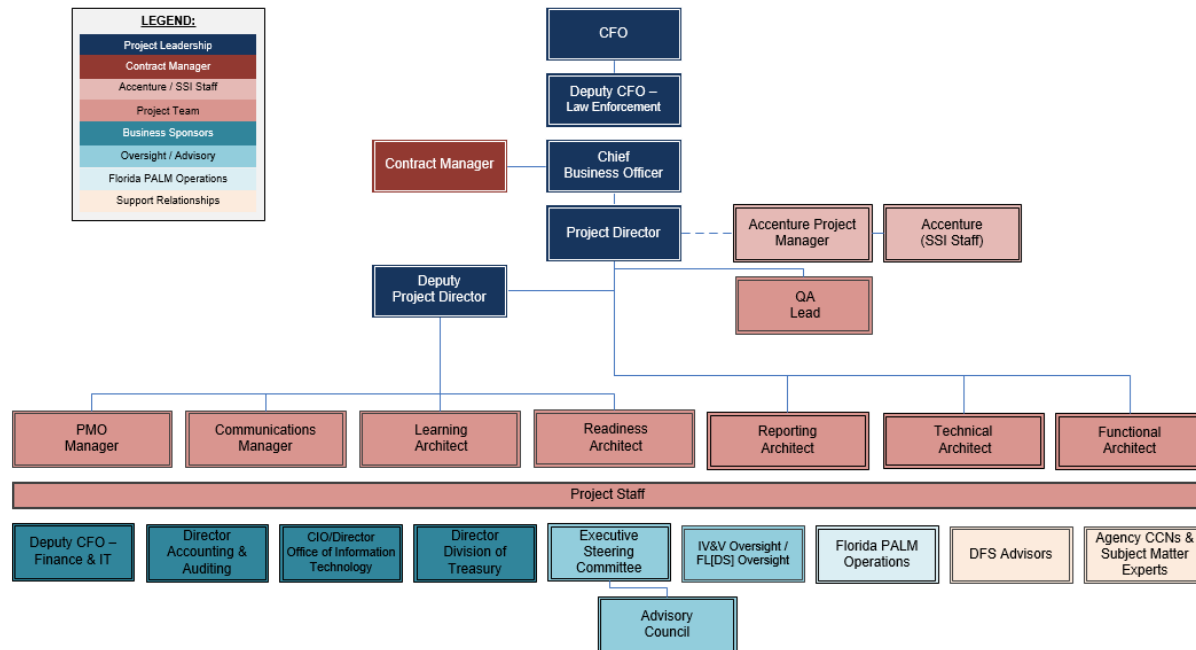 LEGEND:
Project Leadership
Contract Manager
Accenture / SSI Staff
Project Team
Business Sponsors
Oversight / Advisory
Florida PALM Operations
Support Relationships
CFO
Deputy CFO –
Law Enforcement
Contract Manager
Chief
Business Officer
Project Director
Accenture Project
Manager
Accenture
(SSI Staff)
Deputy
Project Director
QA
Lead
PMO
Manager
Communications
Manager
Learning
Architect
Readiness
Architect
Reporting
Architect
Technical
Architect
Functional
Architect
Project Staff
Deputy CFO –
Finance & IT
Director
Accounting &
Auditing
CIO/Director
Office of Information
Technology
Director
Division of
Treasury
Executive
Steering
Committee
IV&V Oversight /
FL[DS] Oversight
Florida PALM
Operations
DFS Advisors
Agency CCNs &
Subject Matter
Experts
Advisory
Council